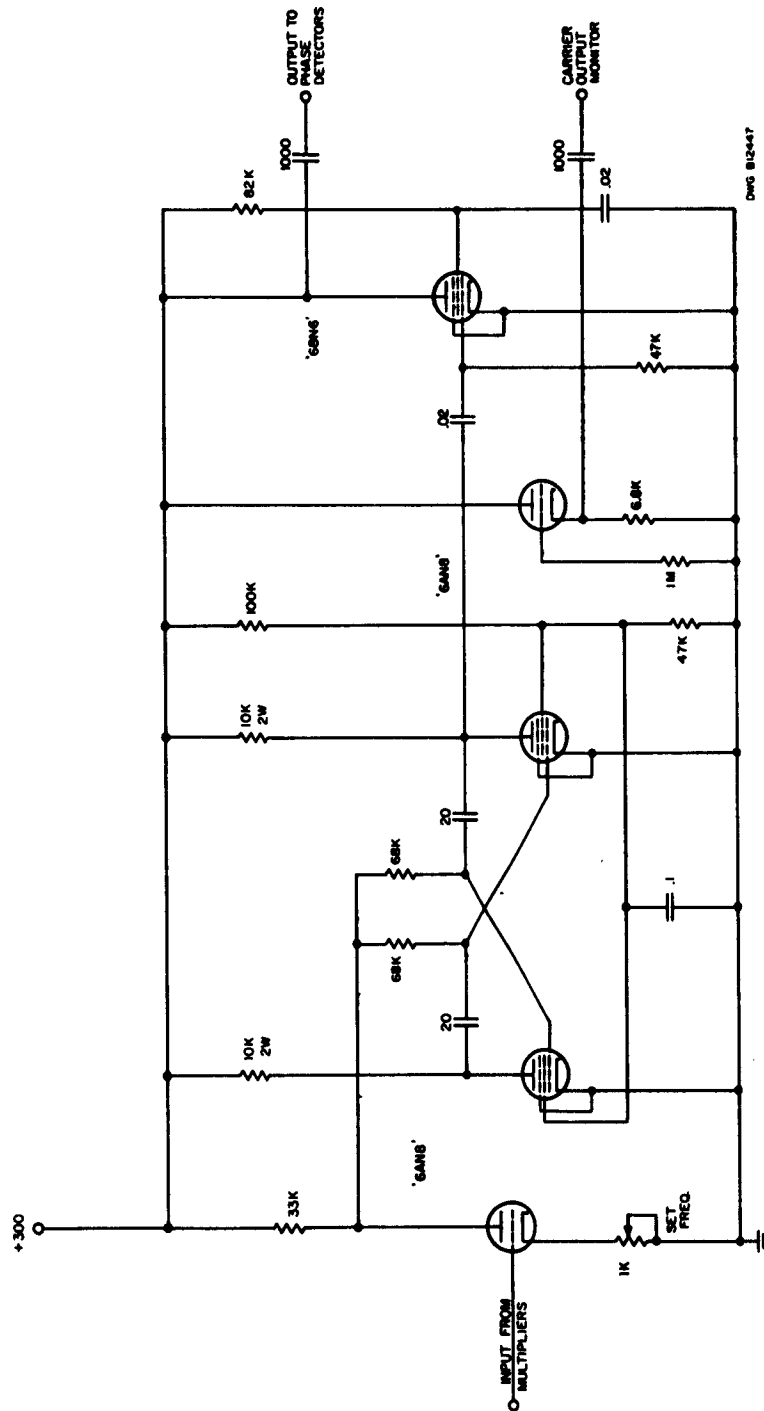 +300
33K
10K
2W
68K
68K
10K
2W
100K
82K
OUTPUT TO
PHASE
DETECTORS
1000
'6BN6'
20
20
'6AN8'
.02
'6AN8'
INPUT FROM
MULTIPLIERS
1K
SET
FREQ.
.1
47K
1M
6.8K
47K
.02
1000
CARRIER
OUTPUT
MONITOR
DWG B12447